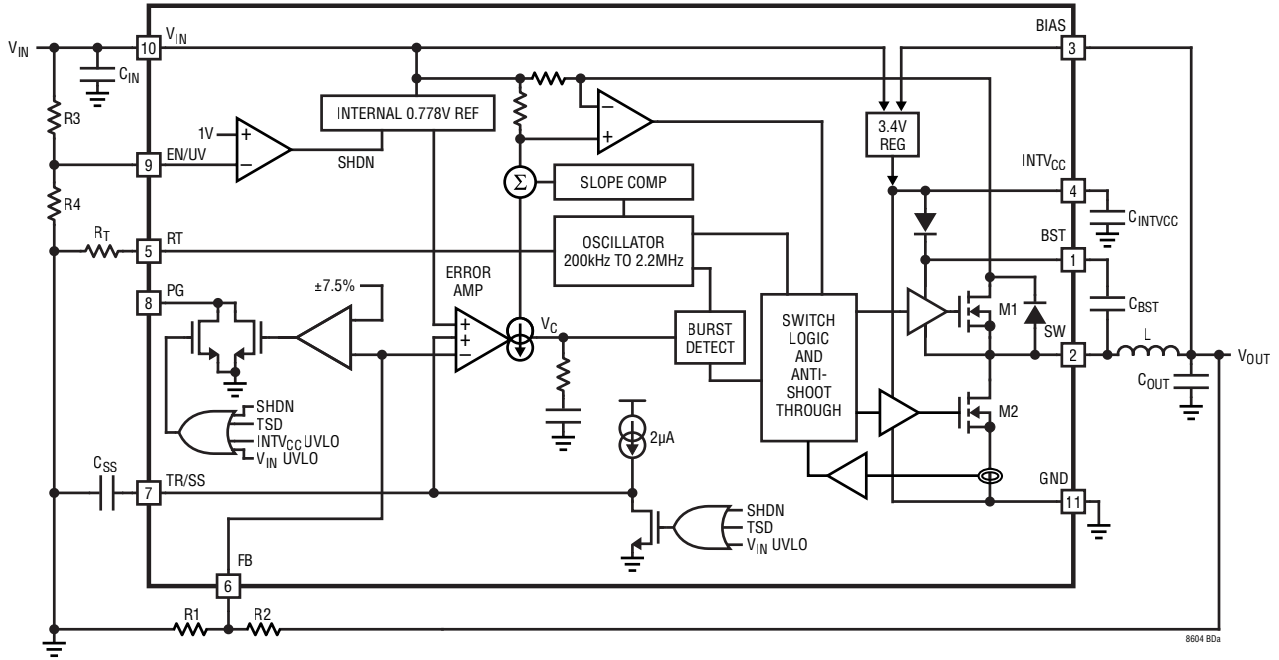 VIN
10
VIN
BIAS
3
CIN
R3
1V
+
–
INTERNAL 0.778V REF
SHDN
–
+
3.4V
REG
EN/UV
9
Σ
SLOPE COMP
INTVCC
4
CINTVCC
R4
RT
5
RT
OSCILLATOR
200kHz TO 2.2MHz
BST
1
PG
8
±7.5%
ERROR
AMP
+
+
–
VC
BURST
DETECT
SWITCH
LOGIC
AND
ANTI-
SHOOT
THROUGH
M1
SW
2
CBST
L
VOUT
COUT
M2
SHDN
TSD
INTVCC UVLO
VIN UVLO
2µA
CSS
TR/SS
7
GND
11
SHDN
TSD
VIN UVLO
FB
6
R1
R2
8604 BDa